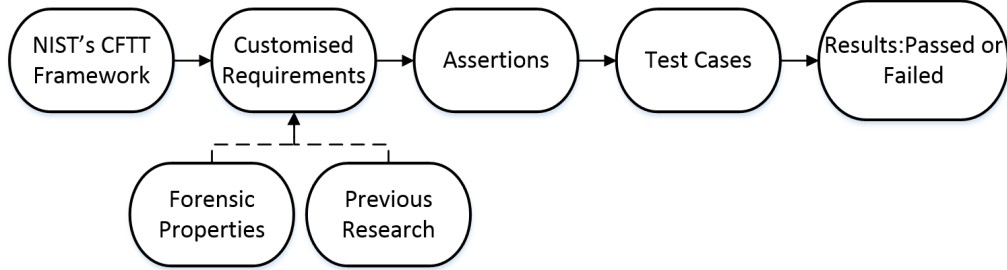 NIST's CFTT
Framework
Customised
Requirements
Assertions
Test Cases
Results:Passed or
Failed
Forensic
Properties
Previous
Research